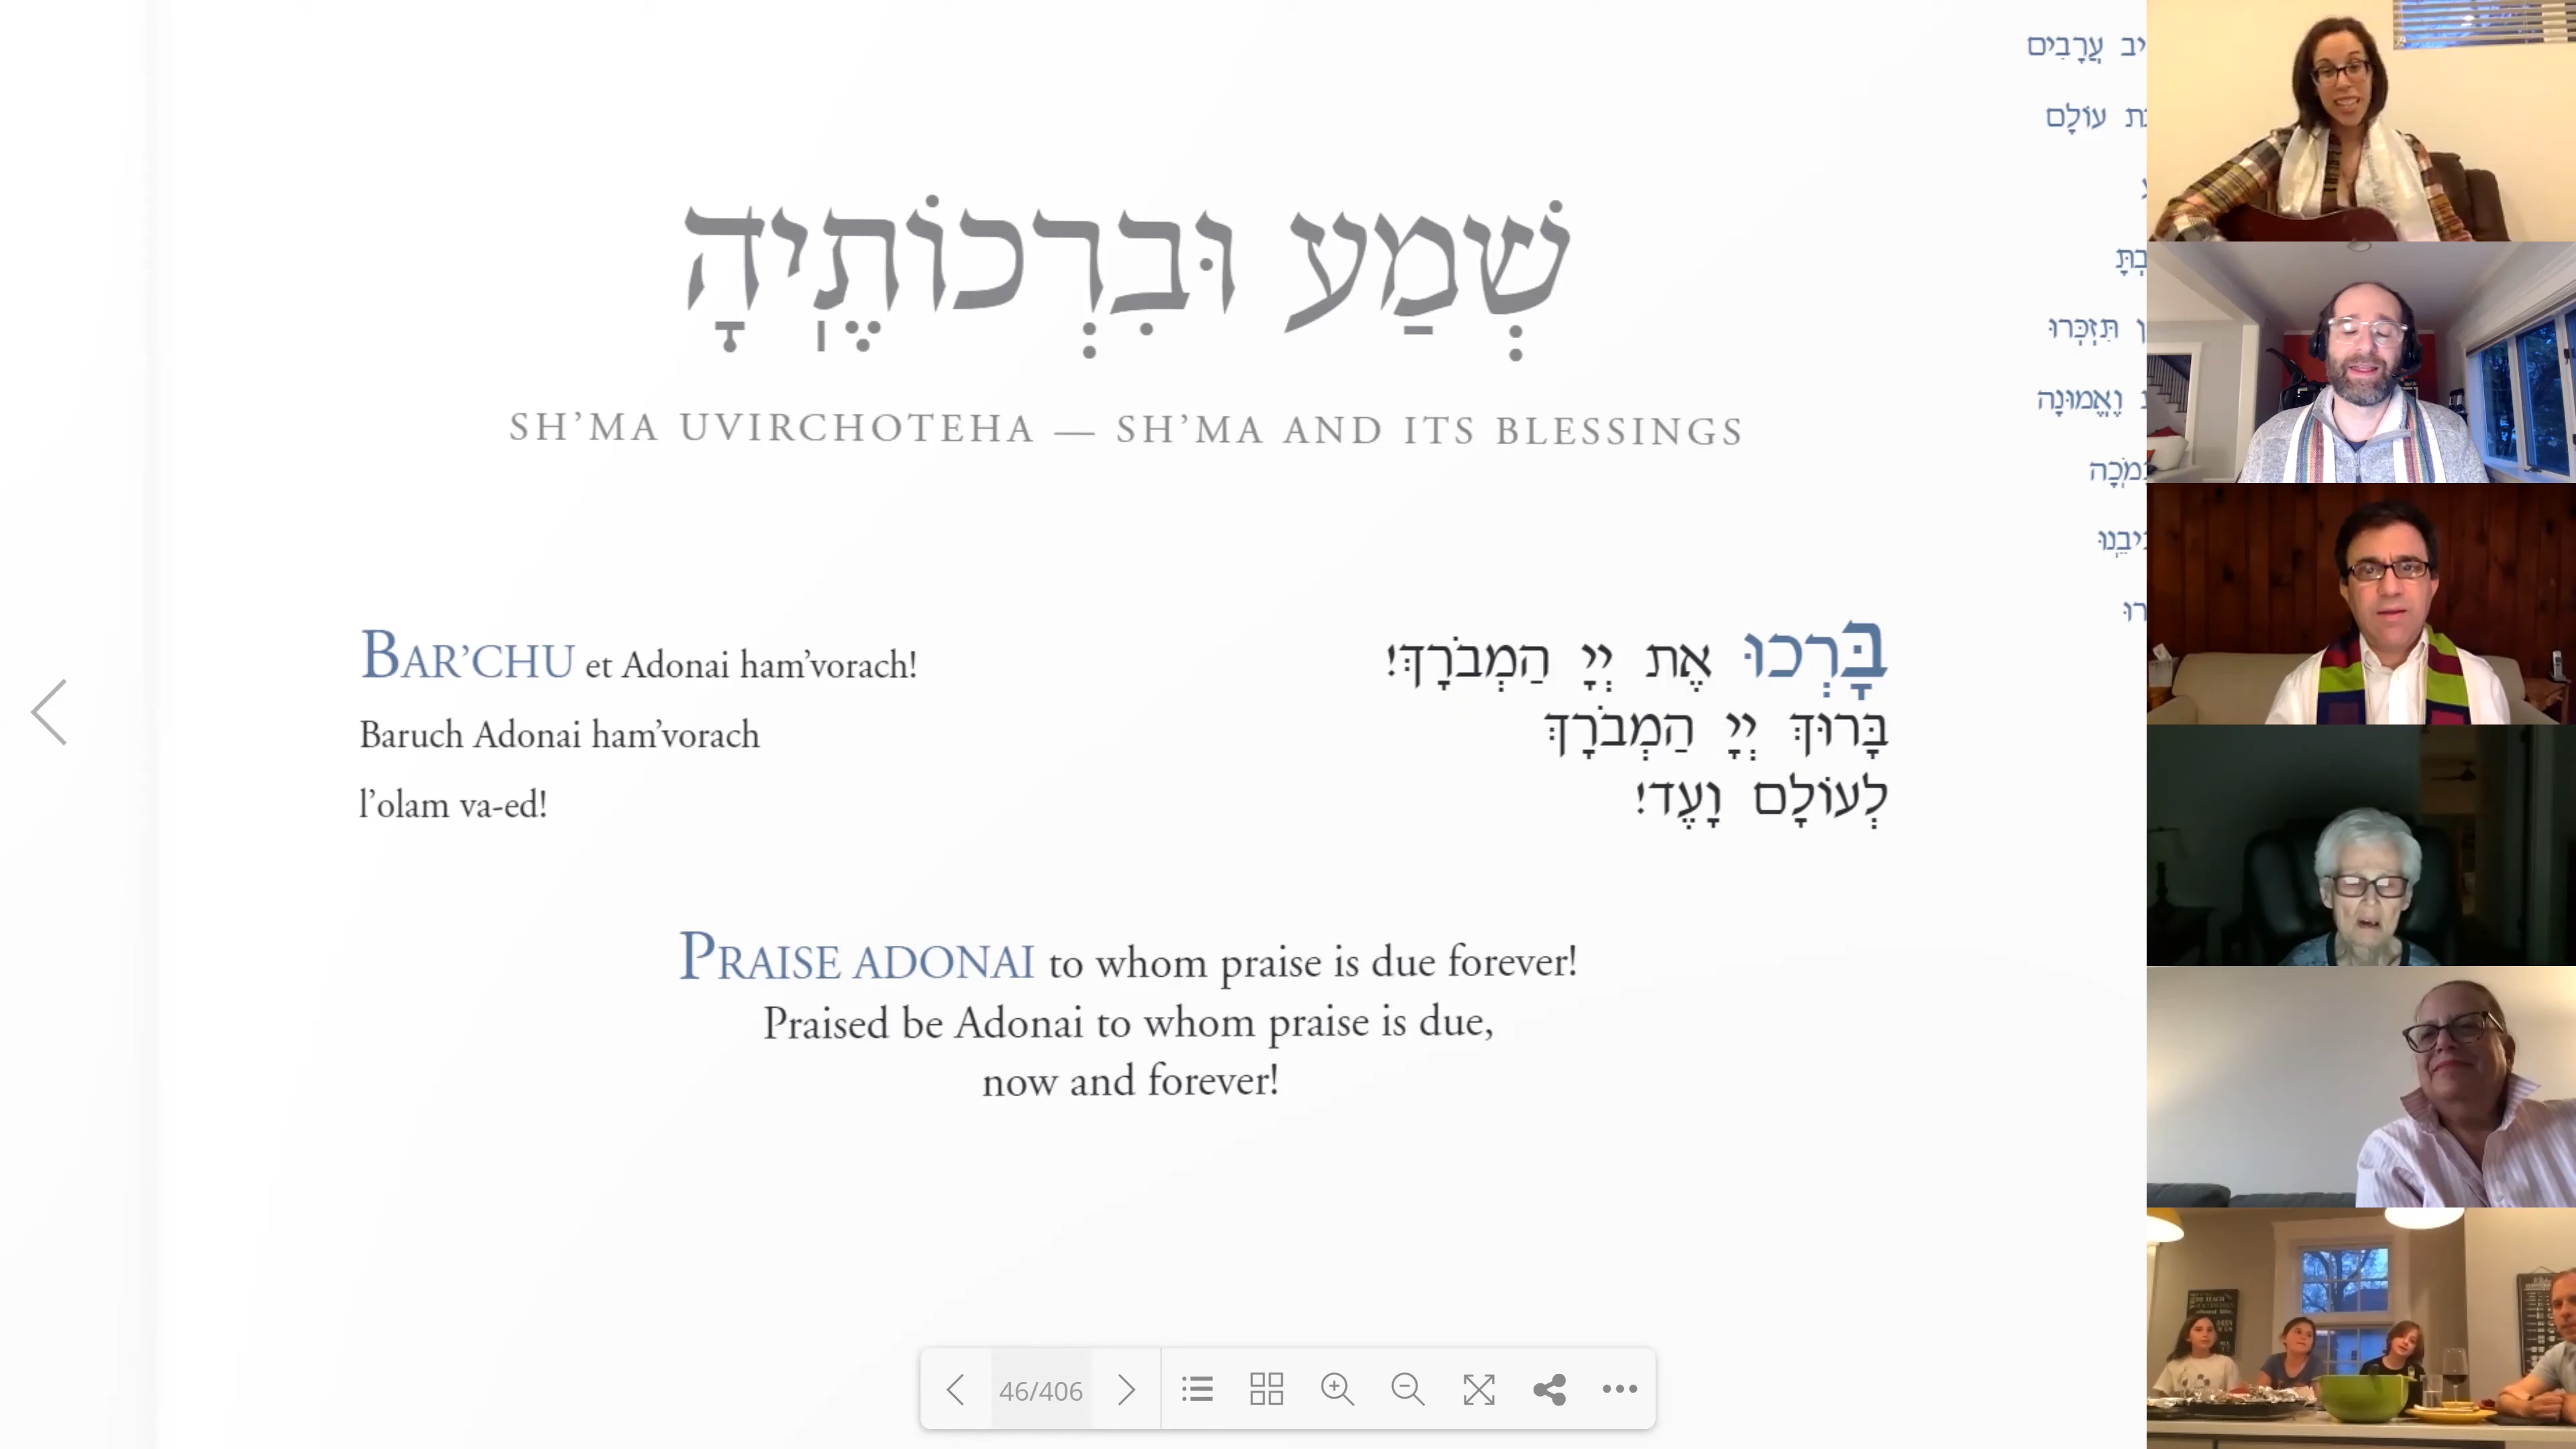 שְׁמַע וּבִרְכוֹתֶיהָ
SH’MA UVIRCHOTEHA — SH’MA AND ITS BLESSINGS
BAR’CHU et Adonai ham’vorach!
Baruch Adonai ham’vorach
l’olam va-ed!
בָּרְכוּ אֶת יְיָ הַמְבֹרָךְ!
בָּרוּךְ יְיָ הַמְבֹרָךְ
לְעוֹלָם וָעֶד!
PRAISE ADONAI to whom praise is due forever!
Praised be Adonai to whom praise is due,
now and forever!
עֲרָבִים
עוֹלָם
תִּזְכְּרוּ
וֶאֱמוּנָה
46/406